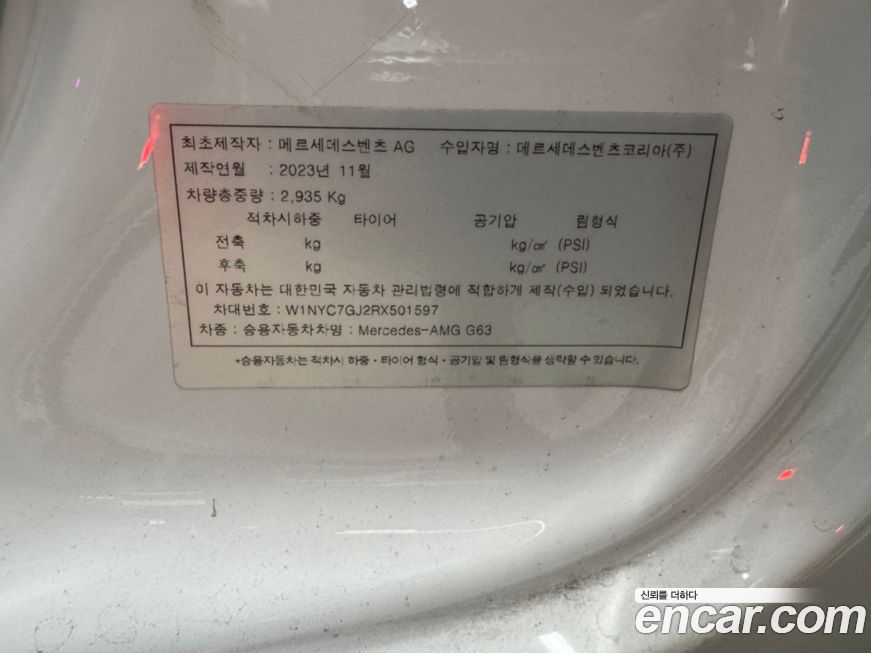 최초제작자 : 메르세데스벤츠 AG 수입자명 : 메르세데스벤츠코리아(주)
제작연월 : 2023년 11월
차량총중량 : 2,935 Kg
적차시하중 타이어 공기압 림형식
전축 kg kg/㎠ (PSI)
후축 kg kg/㎠ (PSI)
이 자동차는 대한민국 자동차 관리법령에 적합하게 제작(수입) 되었습니다.
차대번호 : W1NYC7GJ2RX501597
차종 : 승용자동차차명 : Mercedes-AMG G63
*승용자동차는 적차시 하중・타이어 형식・공기압 및 림형식을 생략할 수 있습니다.
신뢰를 더하다
encar.com